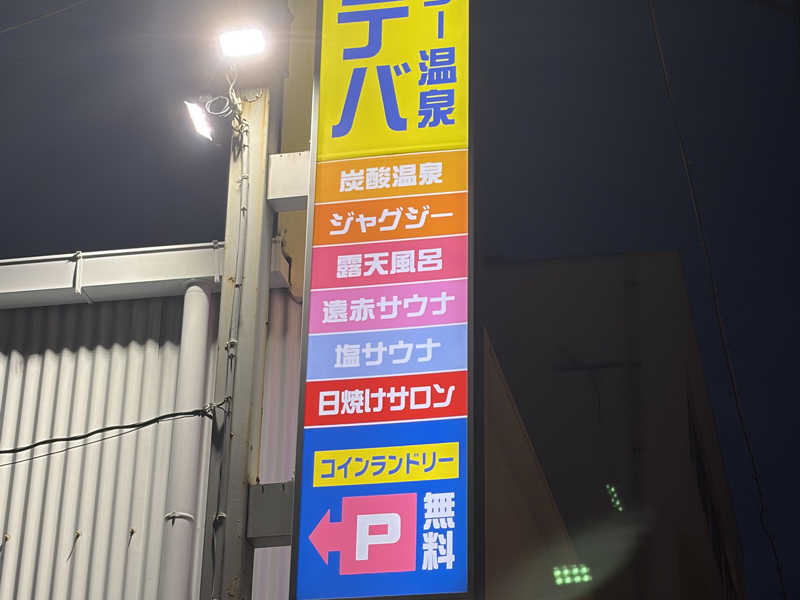 デバ
ー温泉
炭酸温泉
ジャグジー
露天風呂
遠赤サウナ
塩サウナ
日焼けサロン
コインランドリー
P
無料